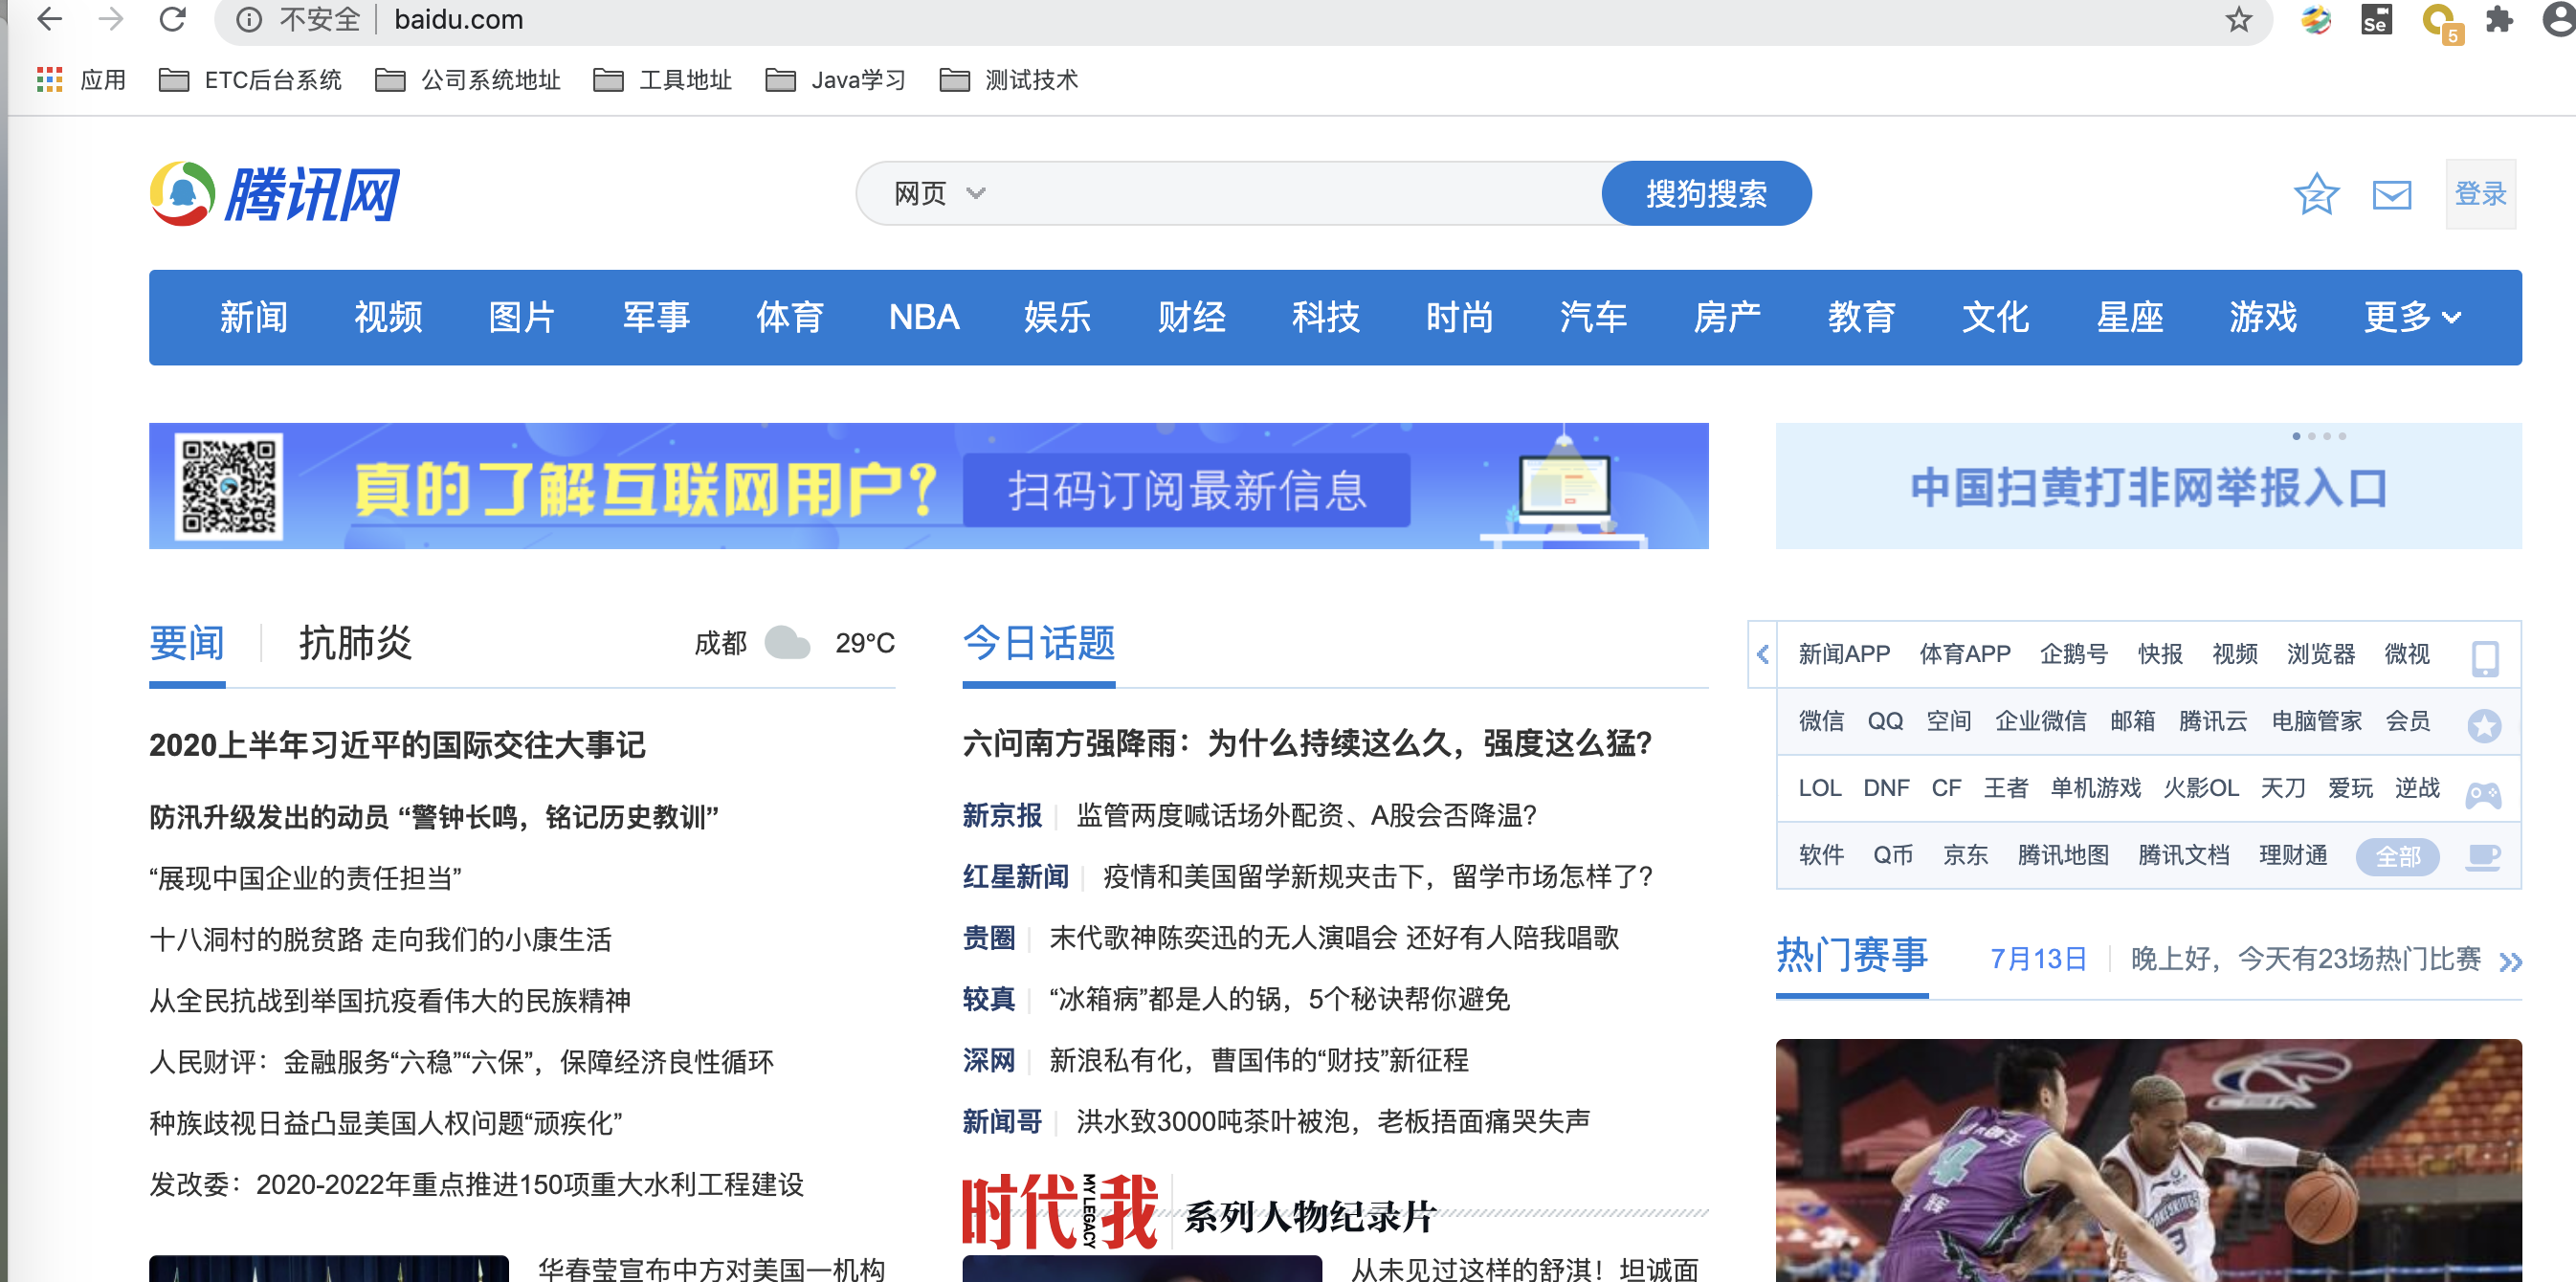 不安全 baidu.com
Se
5
应用 ETC后台系统 公司系统地址 工具地址 Java学习 测试技术
腾讯网
网页 搜狗搜索
登录
新闻 视频 图片 军事 体育 NBA 娱乐 财经 科技 时尚 汽车 房产 教育 文化 星座 游戏 更多
真的了解互联网用户? 扫码订阅最新信息
中国扫黄打非网举报入口
要闻 抗肺炎 成都 29°C
2020上半年习近平的国际交往大事记
防汛升级发出的动员 “警钟长鸣，铭记历史教训”
“展现中国企业的责任担当”
十八洞村的脱贫路 走向我们的小康生活
从全民抗战到举国抗疫看伟大的民族精神
人民财评：金融服务“六稳”“六保”，保障经济良性循环
种族歧视日益凸显美国人权问题“顽疾化”
发改委：2020-2022年重点推进150项重大水利工程建设
华春莹宣布中方对美国一机构
今日话题
六问南方强降雨：为什么持续这么久，强度这么猛?
新京报 监管两度喊话场外配资、A股会否降温?
红星新闻 疫情和美国留学新规夹击下，留学市场怎样了?
贵圈 末代歌神陈奕迅的无人演唱会 还好有人陪我唱歌
较真 “冰箱病”都是人的锅，5个秘诀帮你避免
深网 新浪私有化，曹国伟的“财技”新征程
新闻哥 洪水致3000吨茶叶被泡，老板捂面痛哭失声
时代我 MY LEGACY 系列人物纪录片
从未见过这样的舒淇！坦诚面
新闻APP 体育APP 企鹅号 快报 视频 浏览器 微视
微信 QQ 空间 企业微信 邮箱 腾讯云 电脑管家 会员
LOL DNF CF 王者 单机游戏 火影OL 天刀 爱玩 逆战
软件 Q币 京东 腾讯地图 腾讯文档 理财通 全部
热门赛事 7月13日 晚上好，今天有23场热门比赛
4
3